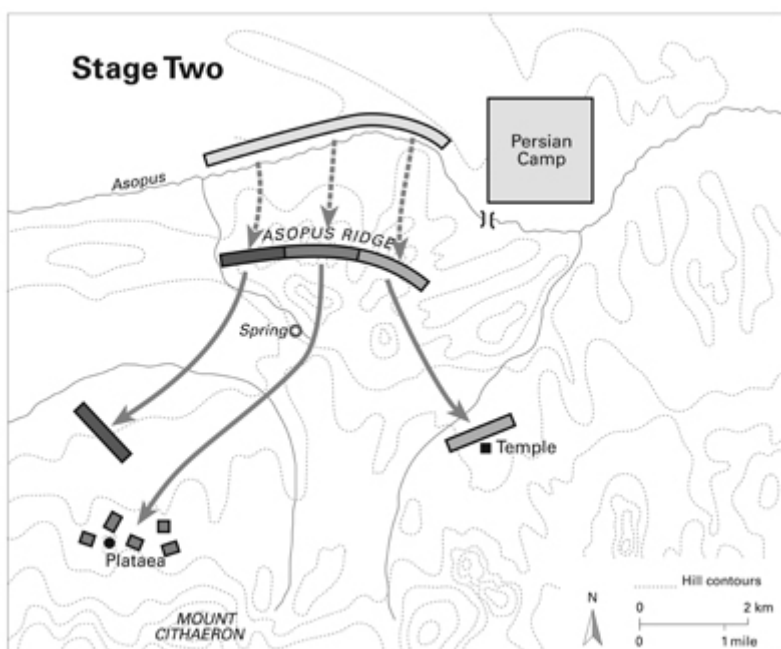 Stage Two
Persian
Camp
Asopus
ASOPUS RIDGE
Spring
Temple
Plataea
MOUNT
CITHAERON
N
Hill contours
0 2 km
0 1 mile